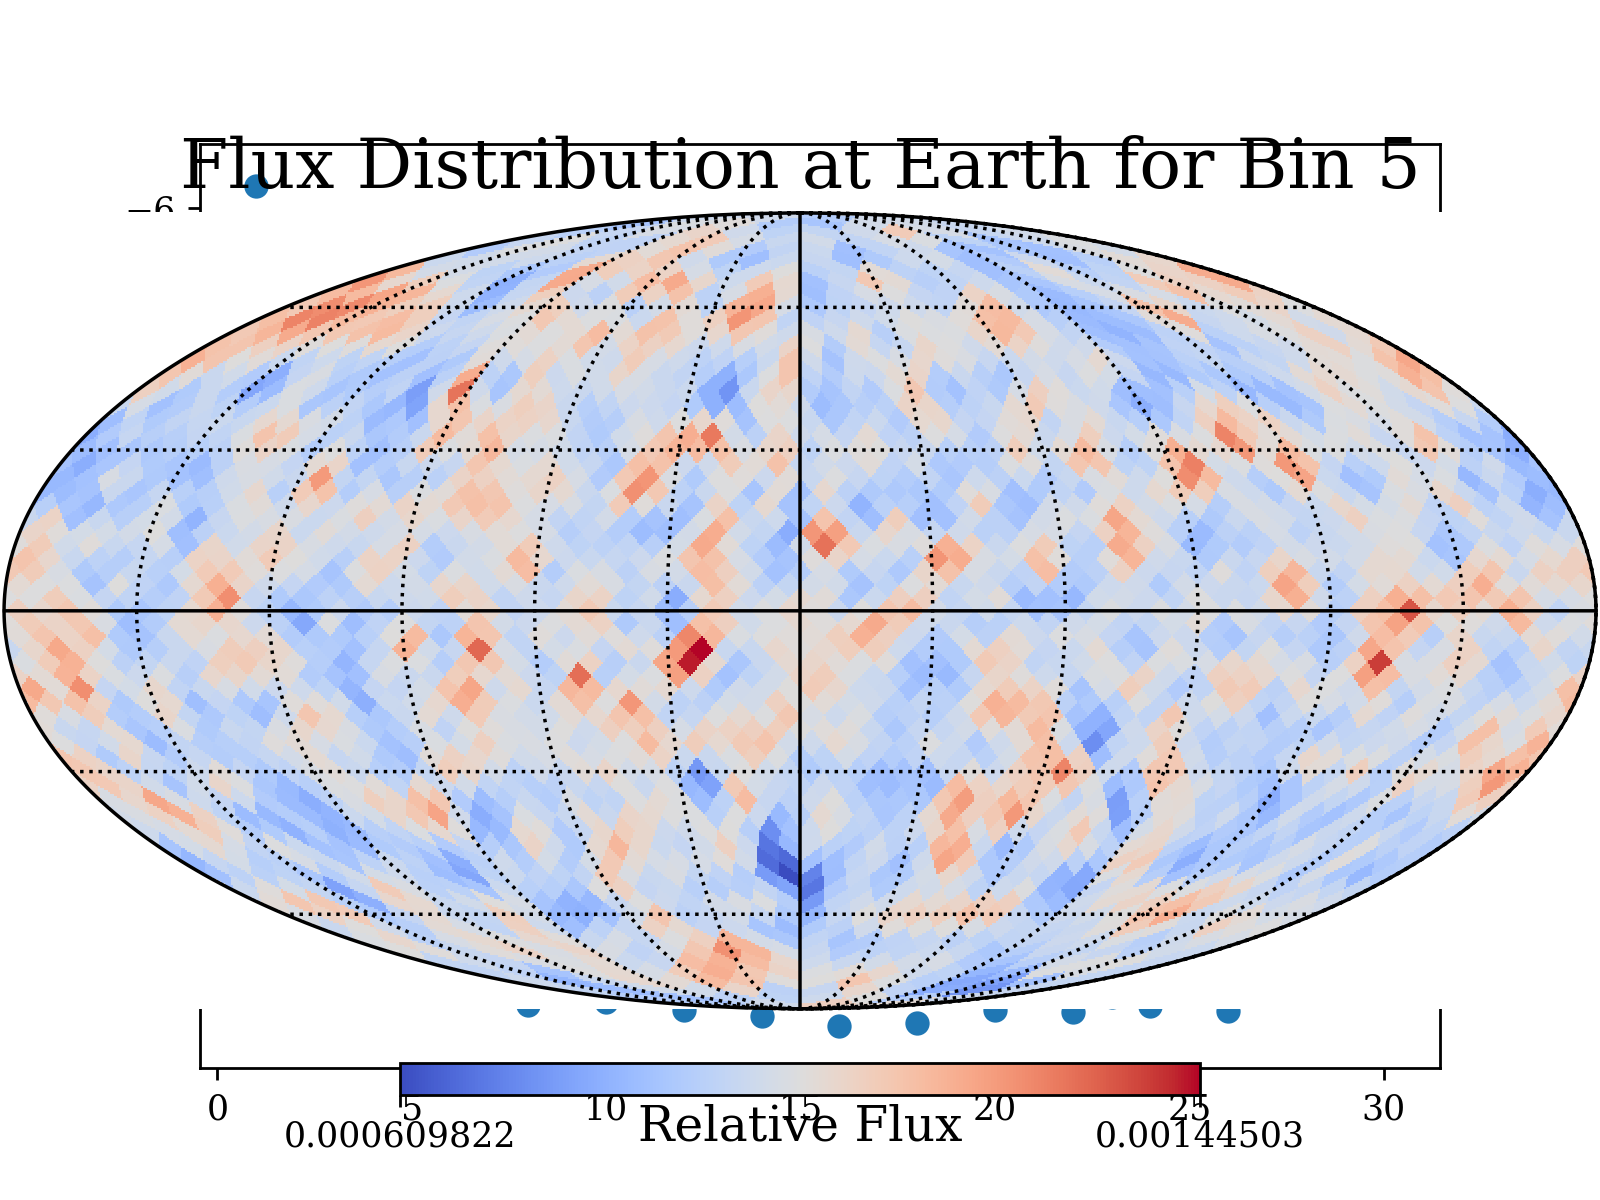 Flux Distribution at Earth for Bin 5
−6
0 5 10 15 20 25 30
Relative Flux
0.000609822 0.00144503